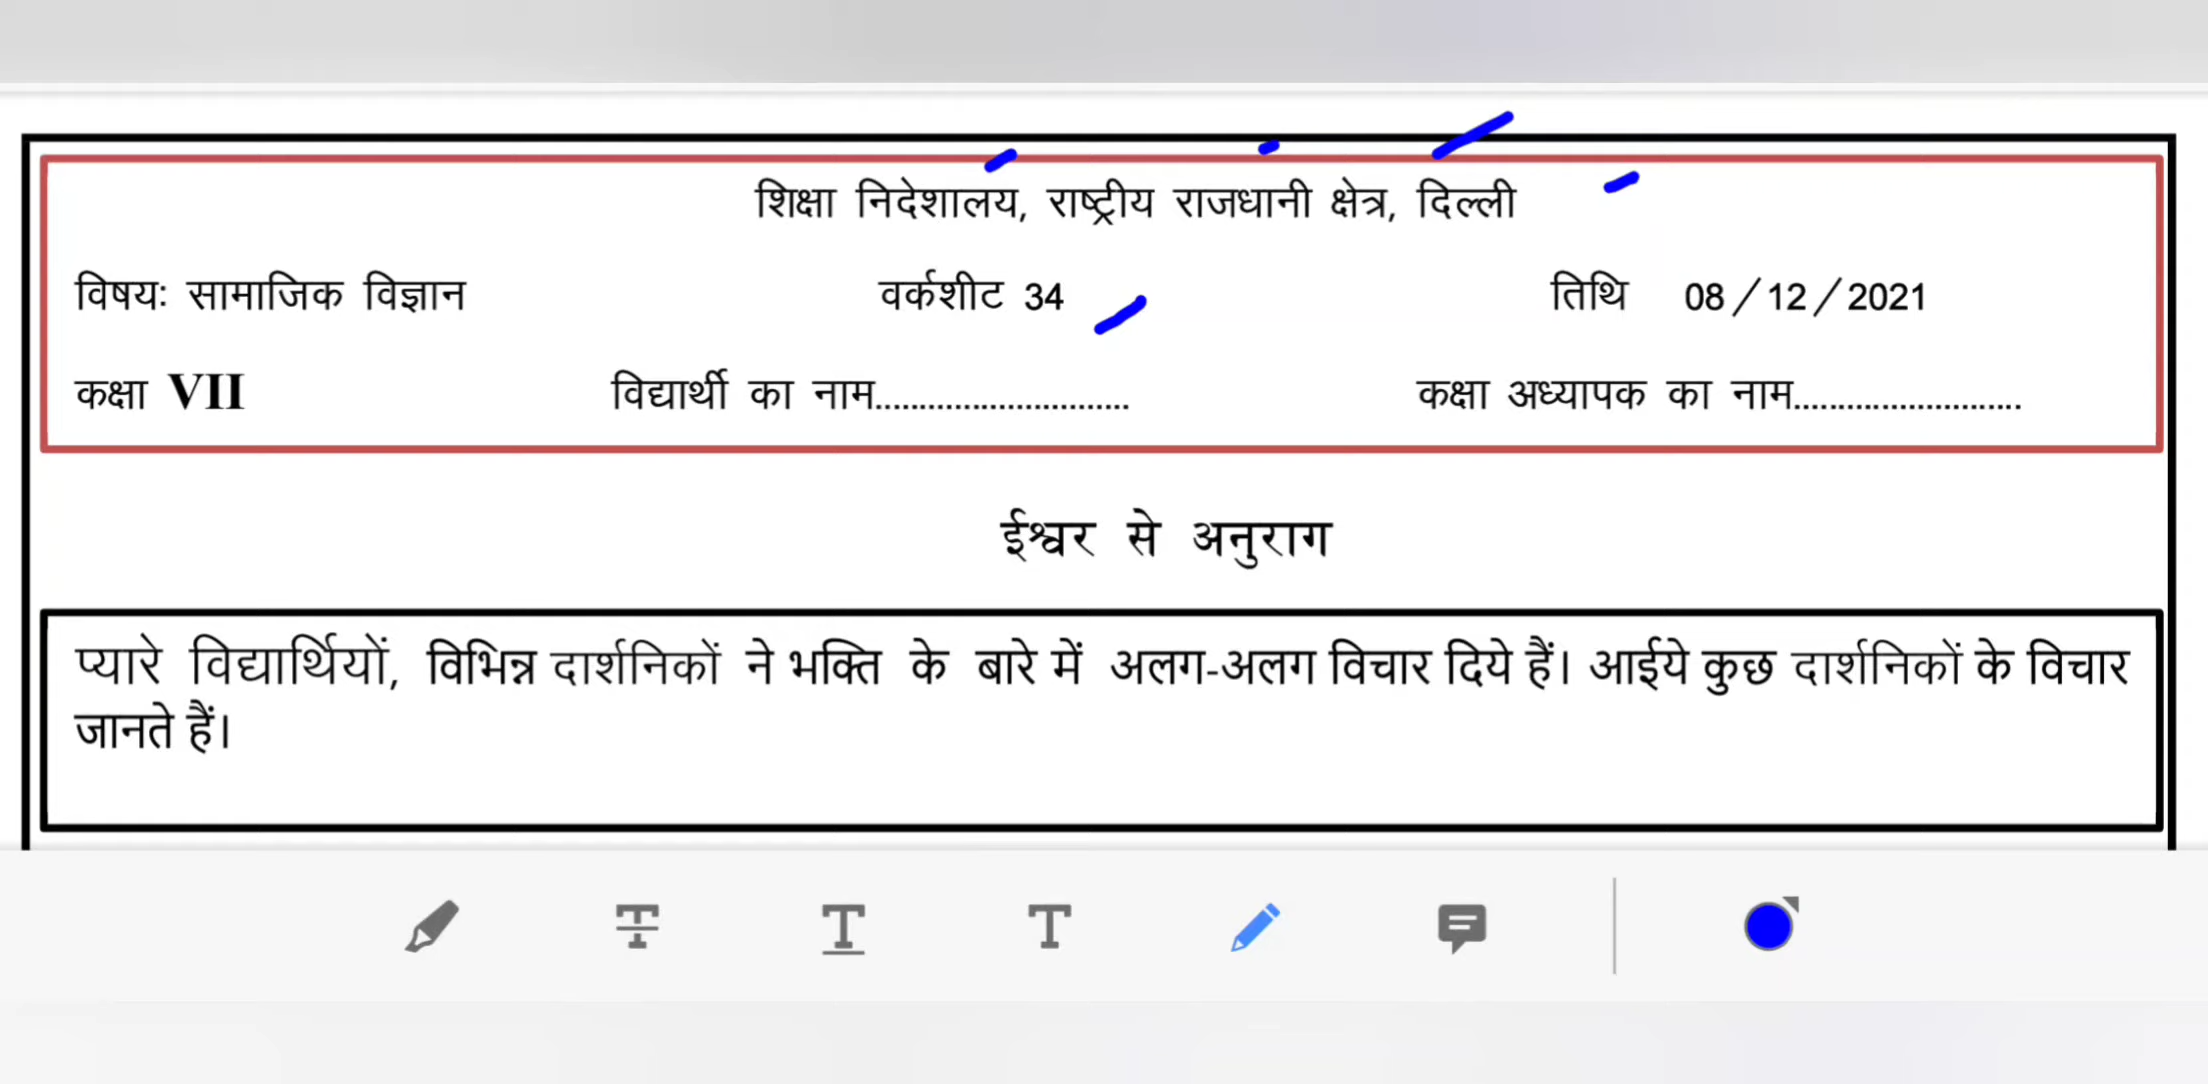 शिक्षा निदेशालय, राष्ट्रीय राजधानी क्षेत्र, दिल्ली
विषयः सामाजिक विज्ञान वर्कशीट 34 तिथि 08/12/2021
कक्षा VII विद्यार्थी का नाम............................. कक्षा अध्यापक का नाम..........................
ईश्वर से अनुराग
प्यारे विद्यार्थियों, विभिन्न दार्शनिकों ने भक्ति के बारे में अलग-अलग विचार दिये हैं। आईये कुछ दार्शनिकों के विचार
जानते हैं।